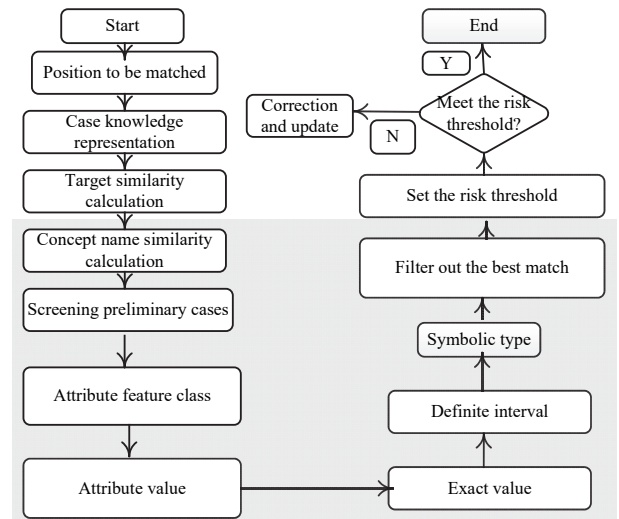 Start
Position to be matched
Case knowledge
representation
Target similarity
calculation
Concept name similarity
calculation
Screening preliminary cases
Attribute feature class
Attribute value
Exact value
Definite interval
Symbolic type
Filter out the best match
Set the risk threshold
Meet the risk
threshold?
N
Correction
and update
Y
End